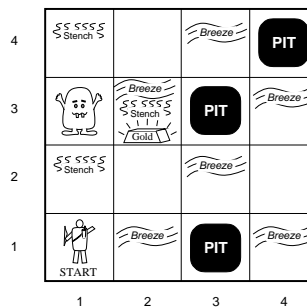 4
Stench
Breeze
PIT
3
Breeze
Stench
Gold
PIT
Breeze
2
Stench
Breeze
1
START
Breeze
PIT
Breeze
1 2 3 4